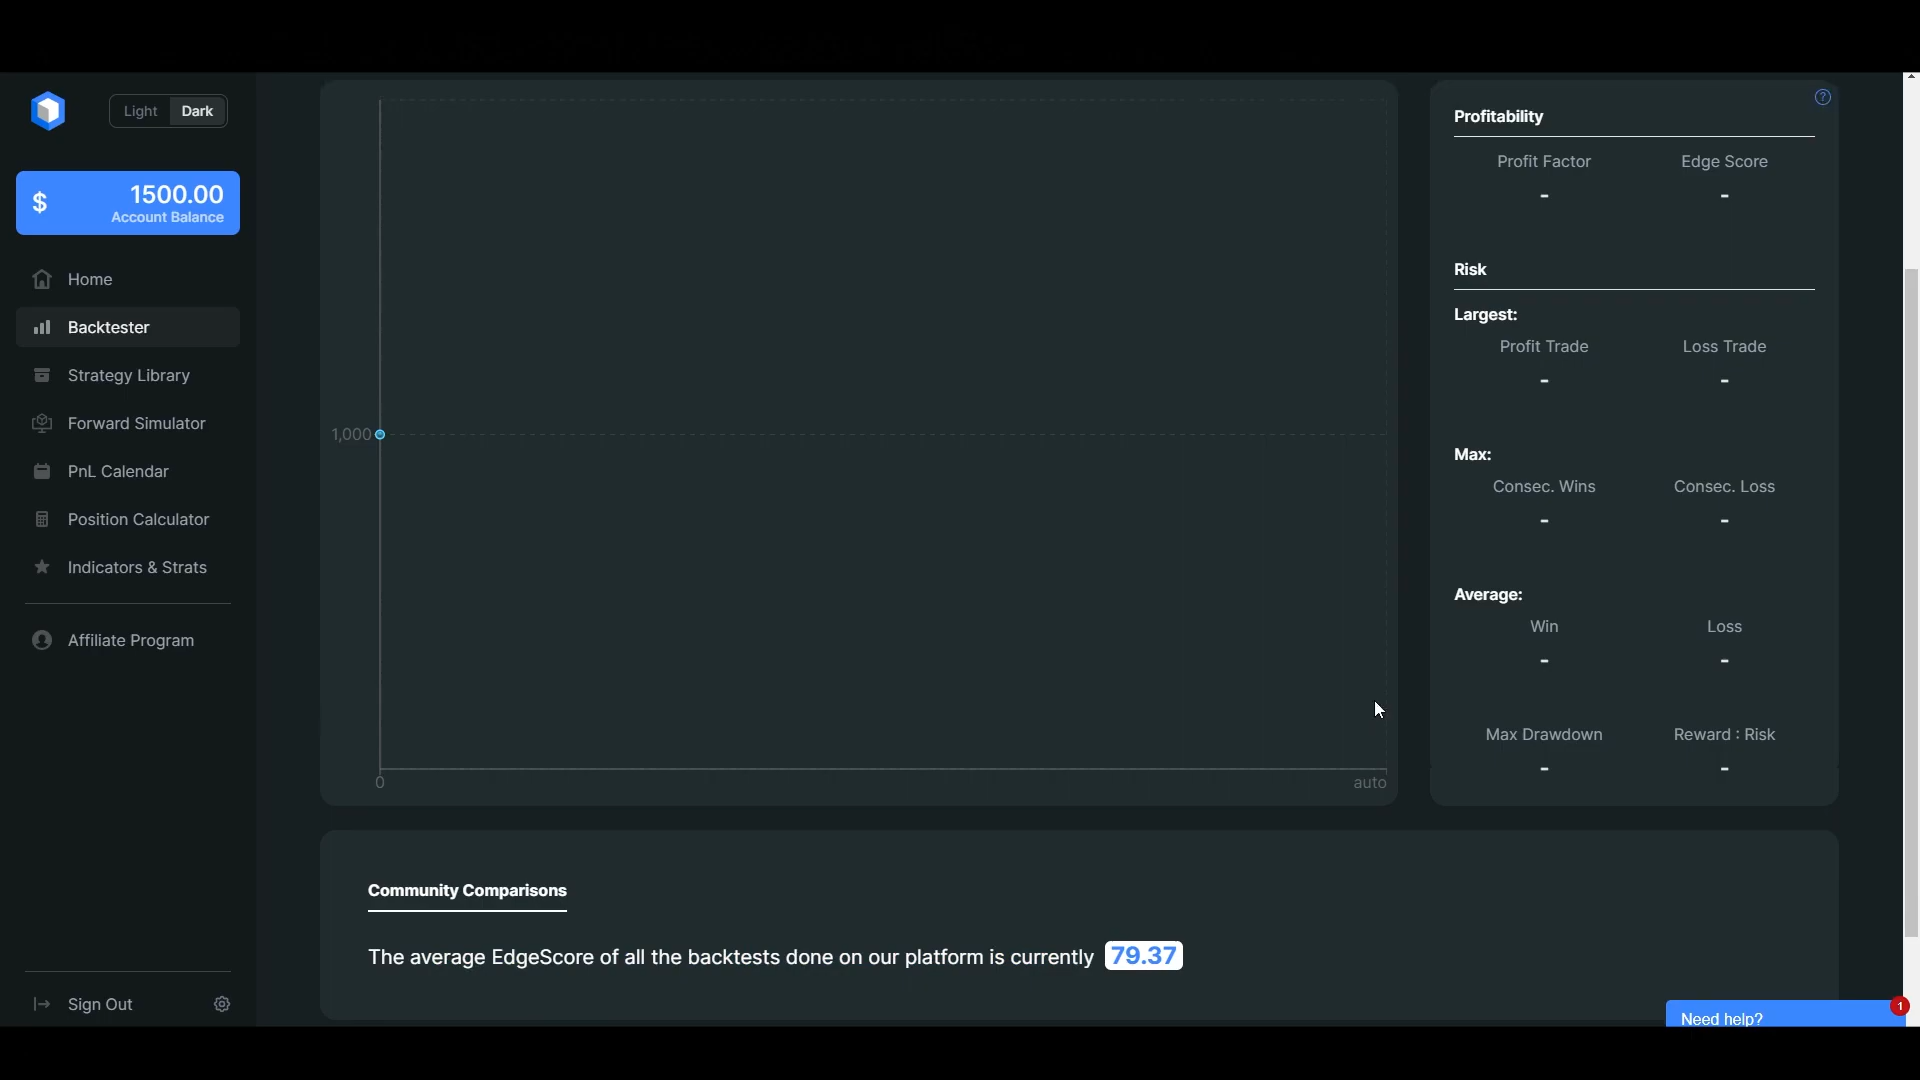 Light Dark
$ 1500.00
Account Balance
Home
Backtester
Strategy Library
Forward Simulator
PnL Calendar
Position Calculator
Indicators & Strats
Affiliate Program
Sign Out
1,000
0 auto
?
Profitability
Profit Factor Edge Score
- -
Risk
Largest:
Profit Trade Loss Trade
- -
Max:
Consec. Wins Consec. Loss
- -
Average:
Win Loss
- -
Max Drawdown Reward : Risk
- -
Community Comparisons
The average EdgeScore of all the backtests done on our platform is currently 79.37
1
Need help?